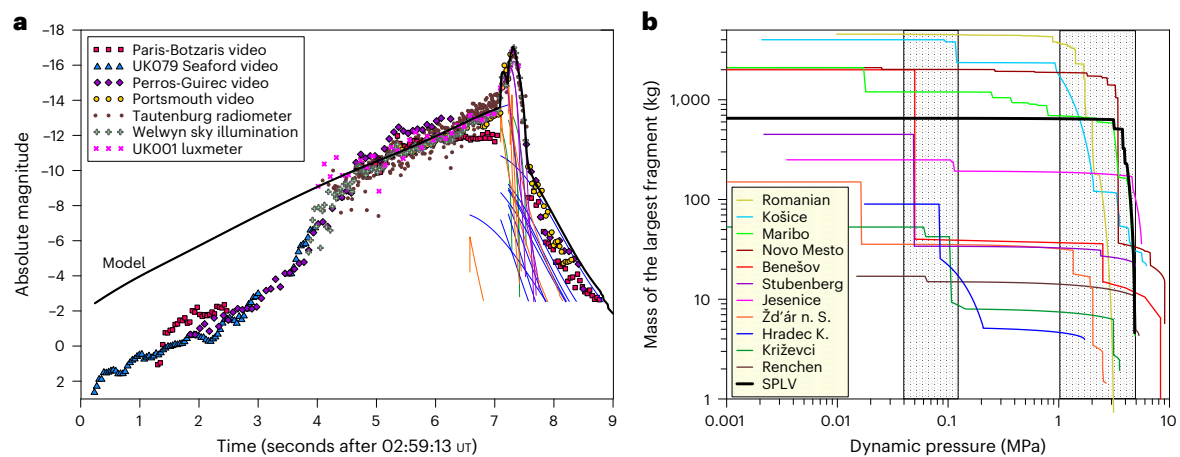 a
–18
–16
–14
–12
–10
–8
–6
–4
–2
0
2
Absolute magnitude
Paris-Botzaris video
UK079 Seaford video
Perros-Guirec video
Portsmouth video
Tautenburg radiometer
Welwyn sky illumination
UK001 luxmeter
Model
0 1 2 3 4 5 6 7 8 9
Time (seconds after 02:59:13 UT)
b
Mass of the largest fragment (kg)
1,000
100
10
1
Romanian
Košice
Maribo
Novo Mesto
Benešov
Stubenberg
Jesenice
Žd’ár n. S.
Hradec K.
Križevci
Renchen
SPLV
0.001 0.01 0.1 1 10
Dynamic pressure (MPa)